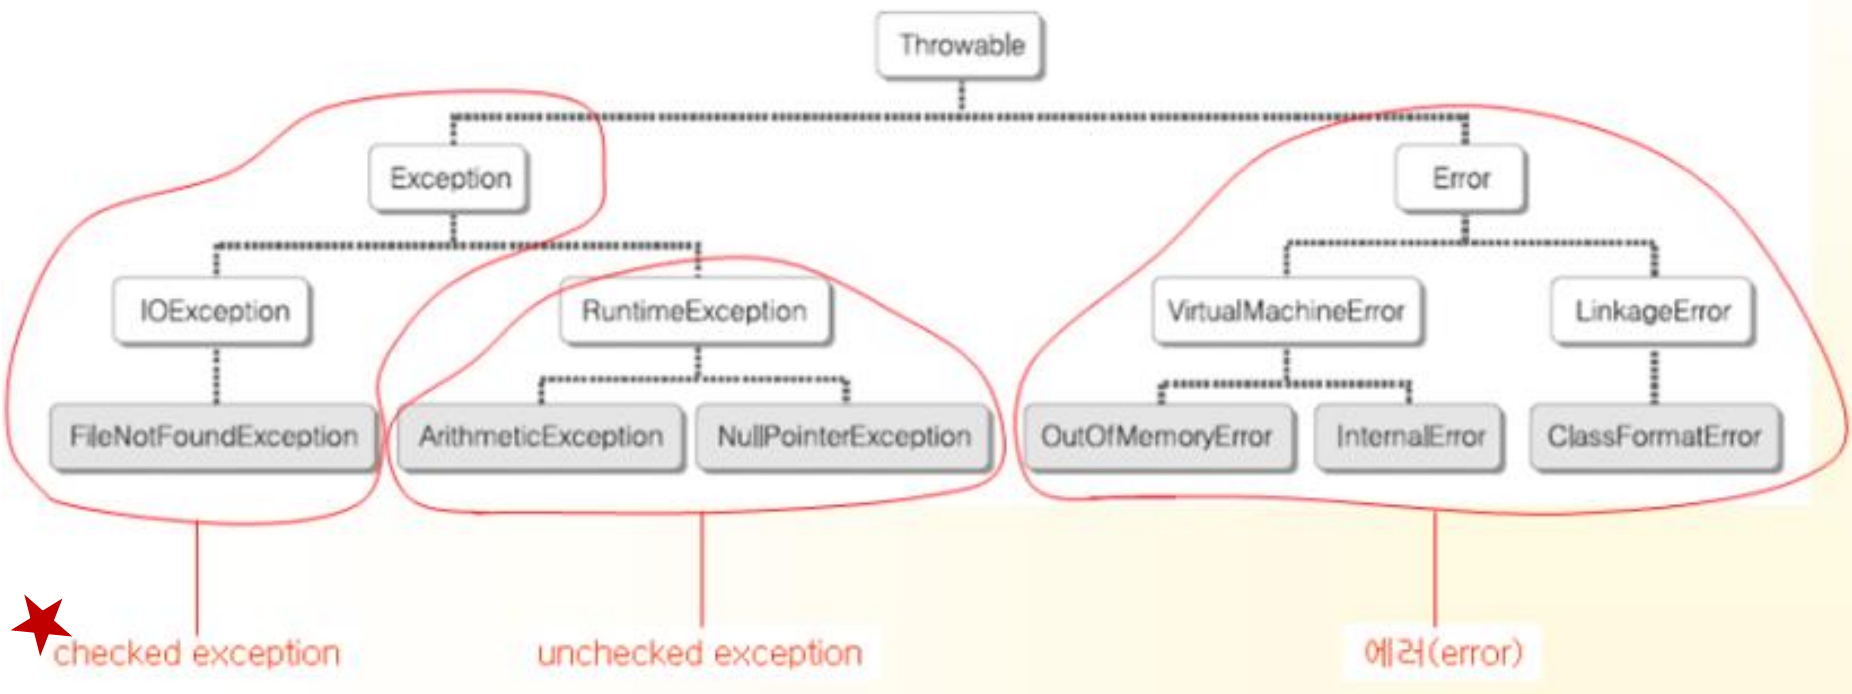 Throwable
Exception
Error
IOException
RuntimeException
VirtualMachineError
LinkageError
FileNotFoundException
ArithmeticException
NullPointerException
OutOfMemoryError
InternalError
ClassFormatError
checked exception
unchecked exception
에러(error)